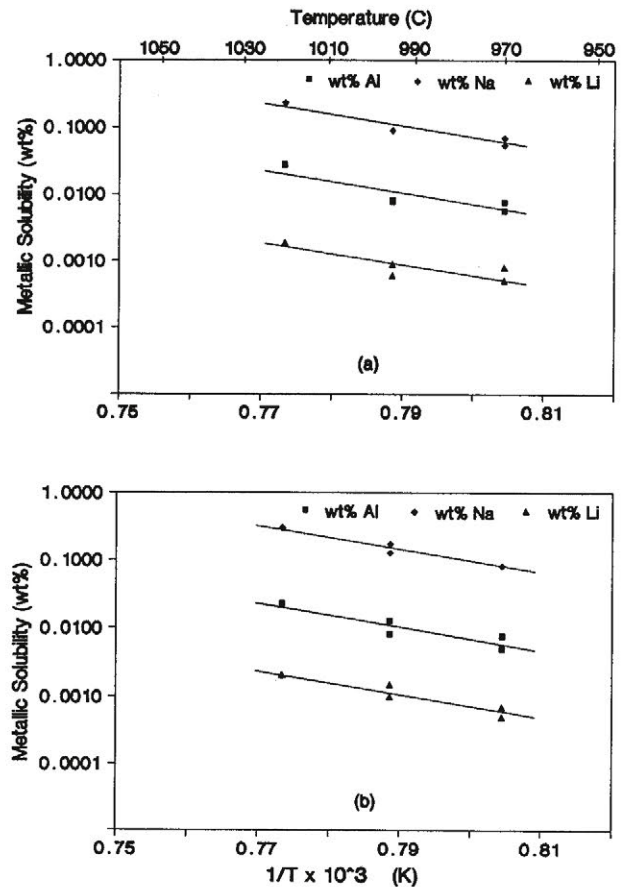 Temperature (C)
1050 1030 1010 990 970 950
wt% Al wt% Na wt% Li
1.0000
0.1000
0.0100
0.0010
0.0001
Metallic Solubility (wt%)
(a)
0.75 0.77 0.79 0.81
wt% Al wt% Na wt% Li
1.0000
0.1000
0.0100
0.0010
0.0001
Metallic Solubility (wt%)
(b)
0.75 0.77 0.79 0.81
1/T x 10^3 (K)